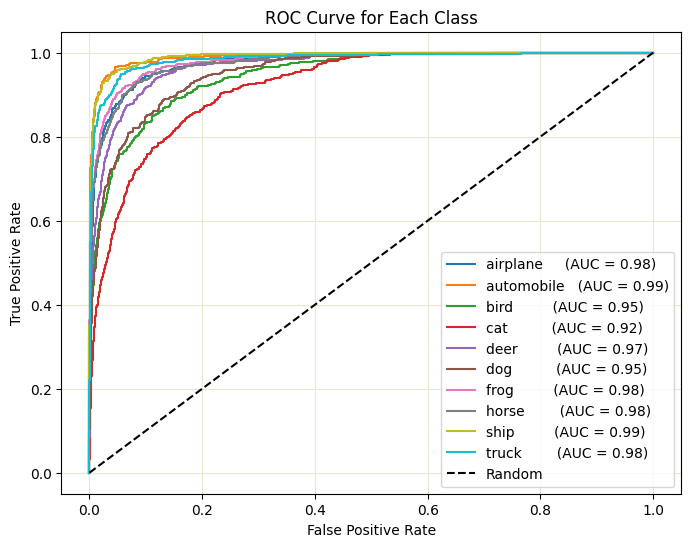 ROC Curve for Each Class
True Positive Rate
1.0
0.8
0.6
0.4
0.2
0.0
airplane (AUC = 0.98)
automobile (AUC = 0.99)
bird (AUC = 0.95)
cat (AUC = 0.92)
deer (AUC = 0.97)
dog (AUC = 0.95)
frog (AUC = 0.98)
horse (AUC = 0.98)
ship (AUC = 0.99)
truck (AUC = 0.98)
Random
0.0 0.2 0.4 0.6 0.8 1.0
False Positive Rate